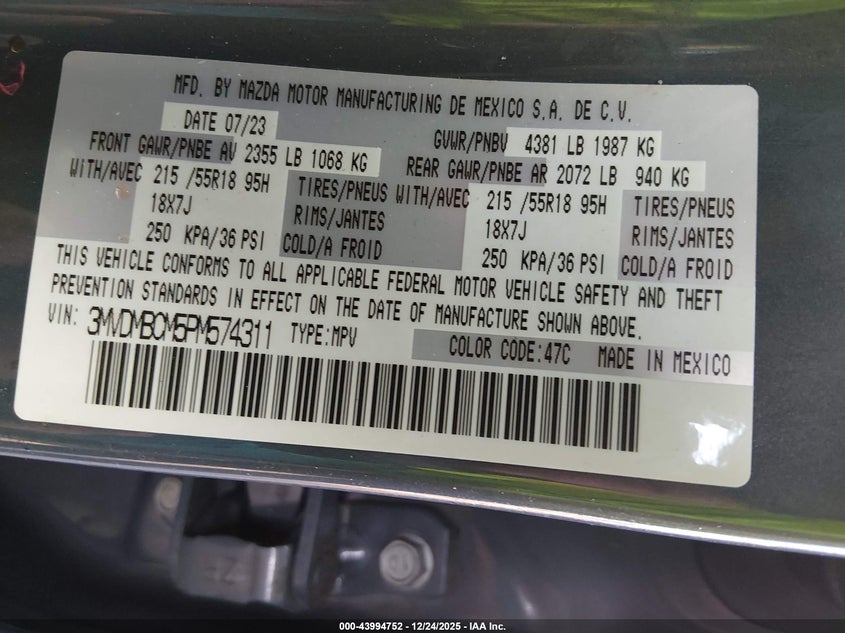 MFD. BY MAZDA MOTOR MANUFACTURING DE MEXICO S.A. DE C.V.
DATE 07/23 GVWR/PNBV 4381 LB 1987 KG
FRONT GAWR/PNBE AV 2355 LB 1068 KG REAR GAWR/PNBE AR 2072 LB 940 KG
WITH/AVEC 215 /55R18 95H TIRES/PNEUS WITH/AVEC 215 /55R18 95H TIRES/PNEUS
18X7J RIMS/JANTES 18X7J RIMS/JANTES
250 KPA/36 PSI COLD/A FROID 250 KPA/36 PSI COLD/A FROID
THIS VEHICLE CONFORMS TO ALL APPLICABLE FEDERAL MOTOR VEHICLE SAFETY AND THEFT
PREVENTION STANDARDS IN EFFECT ON THE DATE OF MANUFACTURE SHOWN ABOVE.
VIN: 3MVDMBCM5PM574311 TYPE:MPV
COLOR CODE:47C MADE IN MEXICO
000-43994752 - 12/24/2025 - IAA Inc.